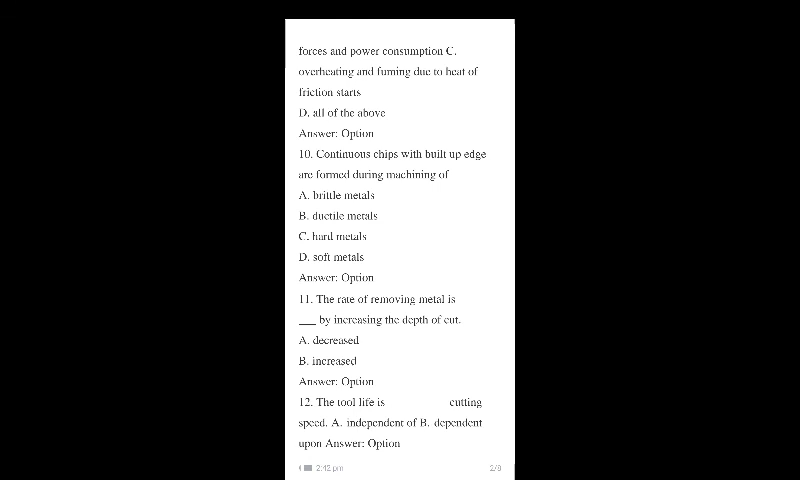 forces and power consumption C.
overheating and fuming due to heat of
friction starts
D. all of the above
Answer: Option
10. Continuous chips with built up edge
are formed during machining of
A. brittle metals
B. ductile metals
C. hard metals
D. soft metals
Answer: Option
11. The rate of removing metal is
___ by increasing the depth of cut.
A. decreased
B. increased
Answer: Option
12. The tool life is cutting
speed. A. independent of B. dependent
upon Answer: Option
2:42 pm 2/8